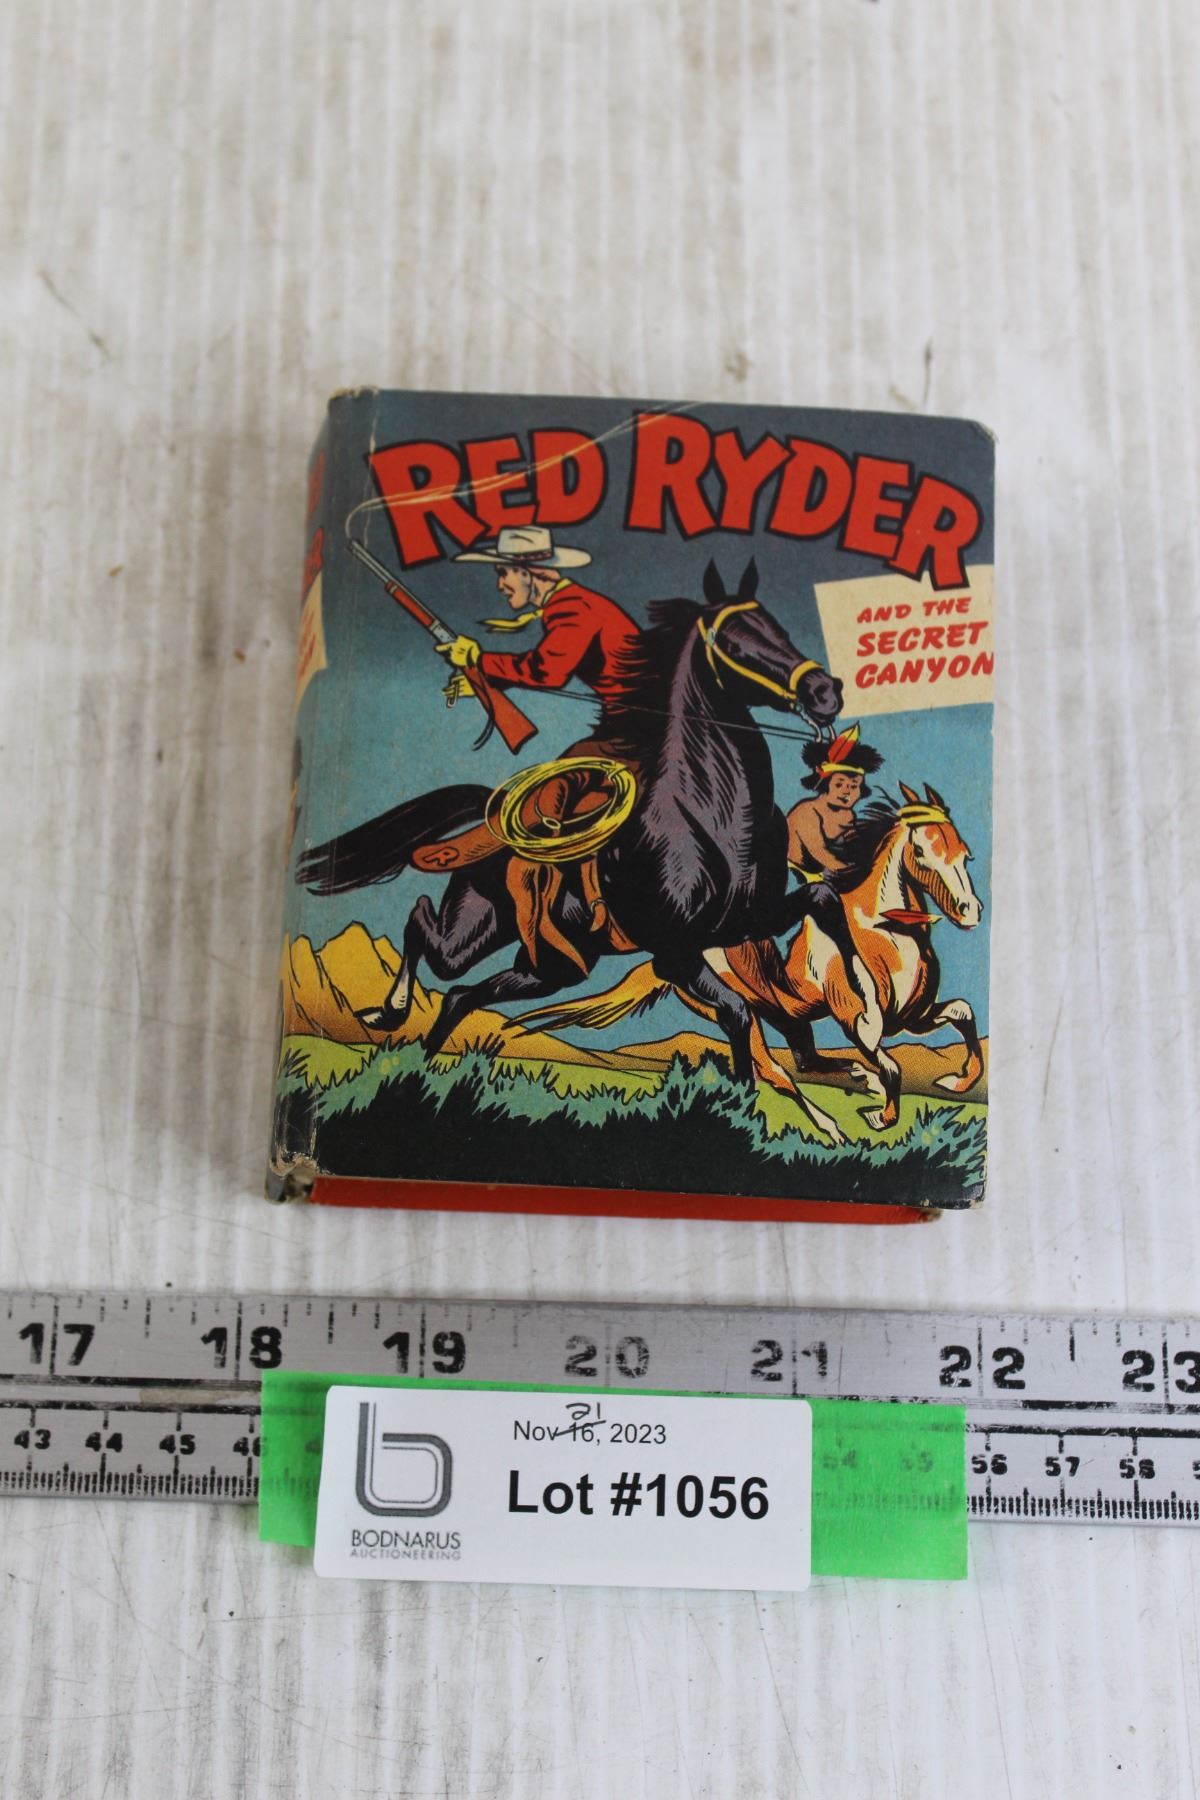 RED RYDER
AND THE
SECRET
CANYON
R
17 18 19 20 21 22 23
43 44 45 56 57 58
21
Nov 16, 2023
Lot #1056
BODNARUS
AUCTIONEERING